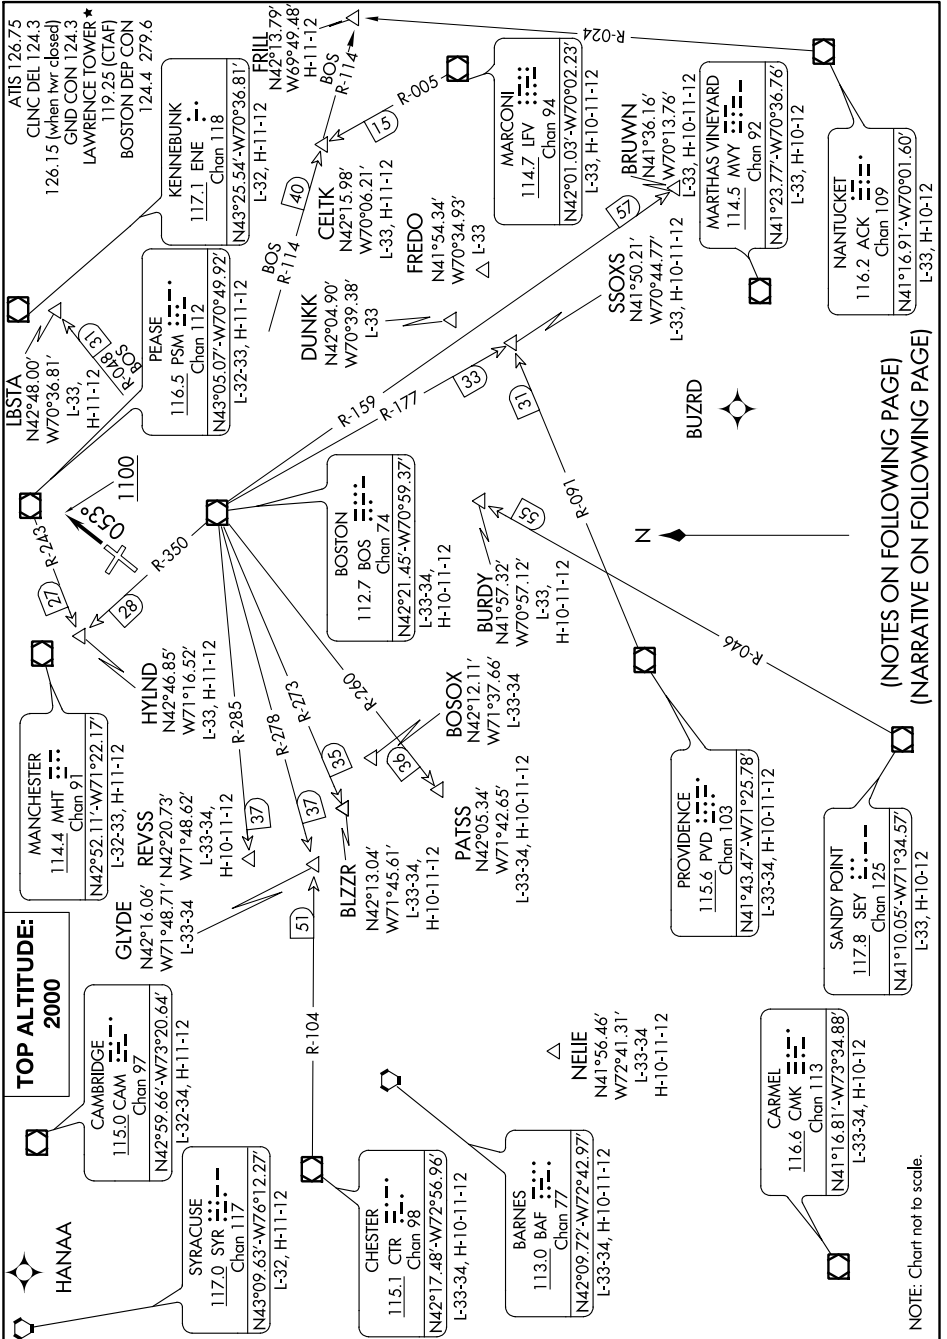 TOP ALTITUDE:
2000
ATIS 126.75
CLNC DEL 124.3
126.15 (when twr closed)
GND CON 124.3
LAWRENCE TOWER★
119.25 (CTAF)
BOSTON DEP CON
124.4 279.6
HANAA
SYRACUSE
117.0 SYR
Chan 117
N43°09.63'-W76°12.27'
L-32, H-11-12
CAMBRIDGE
115.0 CAM
Chan 97
N42°59.66'-W73°20.64'
L-32-34, H-11-12
MANCHESTER
114.4 MHT
Chan 91
N42°52.11'-W71°22.17'
L-32-33, H-11-12
HYLND
N42°46.85'
W71°16.52'
L-33, H-11-12
27
R-243
28
R-350
053°
1100
LBSTA
N42°48.00'
W70°36.81'
L-33,
H-11-12
R-048
31
BOS
PEASE
116.5 PSM
Chan 112
N43°05.07'-W70°49.92'
L-32-33, H-11-12
KENNEBUNK
117.1 ENE
Chan 118
N43°25.54'-W70°36.81'
L-32, H-11-12
FRILL
N42°13.79'
W69°49.48'
H-11-12
BOS
R-114
BOS
R-114
40
CELTK
N42°15.98'
W70°06.21'
L-33, H-11-12
15
R-005
R-024
MARCONI
114.7 LFV
Chan 94
N42°01.03'-W70°02.23'
L-33, H-10-11-12
GLYDE
N42°16.06'
W71°48.71'
L-33-34
REVSS
N42°20.73'
W71°48.62'
L-33-34,
H-10-11-12
37
R-285
37
R-278
35
R-273
36
R-260
BLZZR
N42°13.04'
W71°45.61'
L-33-34,
H-10-11-12
PATSS
N42°05.34'
W71°42.65'
L-33-34, H-10-11-12
BOSOX
N42°12.11'
W71°37.66'
L-33-34
BOSTON
112.7 BOS
Chan 74
N42°21.45'-W70°59.37'
L-33-34,
H-10-11-12
R-159
57
R-177
33
DUNKK
N42°04.90'
W70°39.38'
L-33
FREDO
N41°54.34'
W70°34.93'
L-33
BRUWN
N41°36.16'
W70°13.76'
L-33, H-10-11-12
SSOXS
N41°50.21'
W70°44.77'
L-33, H-10-11-12
MARTHAS VINEYARD
114.5 MVY
Chan 92
N41°23.77'-W70°36.76'
L-33, H-10-12
NANTUCKET
116.2 ACK
Chan 109
N41°16.91'-W70°01.60'
L-33, H-10-12
CHESTER
115.1 CTR
Chan 98
N42°17.48'-W72°56.96'
L-33-34, H-10-11-12
R-104
51
BARNES
113.0 BAF
Chan 77
N42°09.72'-W72°42.97'
L-33-34, H-10-11-12
NELIE
N41°56.46'
W72°41.31'
L-33-34
H-10-11-12
BURDY
N41°57.32'
W70°57.12'
L-33,
H-10-11-12
55
R-046
31
R-091
BUZRD
N
PROVIDENCE
115.6 PVD
Chan 103
N41°43.47'-W71°25.78'
L-33-34, H-10-11-12
SANDY POINT
117.8 SEY
Chan 125
N41°10.05'-W71°34.57'
L-33, H-10-12
CARMEL
116.6 CMK
Chan 113
N41°16.81'-W73°34.88'
L-33-34, H-10-12
(NOTES ON FOLLOWING PAGE)
(NARRATIVE ON FOLLOWING PAGE)
NOTE: Chart not to scale.